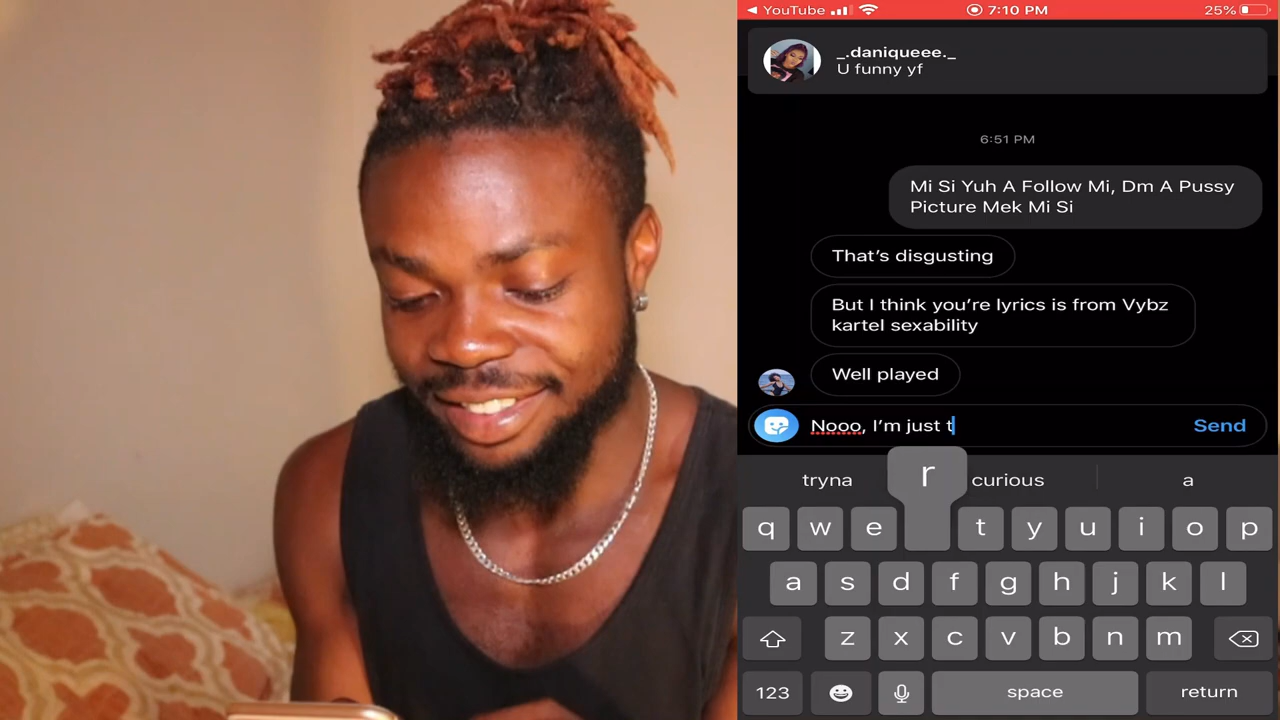 ◀ YouTube 7:10 PM 25%
_.daniqueee._
U funny yf
6:51 PM
Mi Si Yuh A Follow Mi, Dm A Pussy
Picture Mek Mi Si
That's disgusting
But I think you're lyrics is from Vybz
kartel sexability
Well played
Nooo, I'm just t Send
tryna r curious a
q w e t y u i o p
a s d f g h j k l
z x c v b n m
123 space return